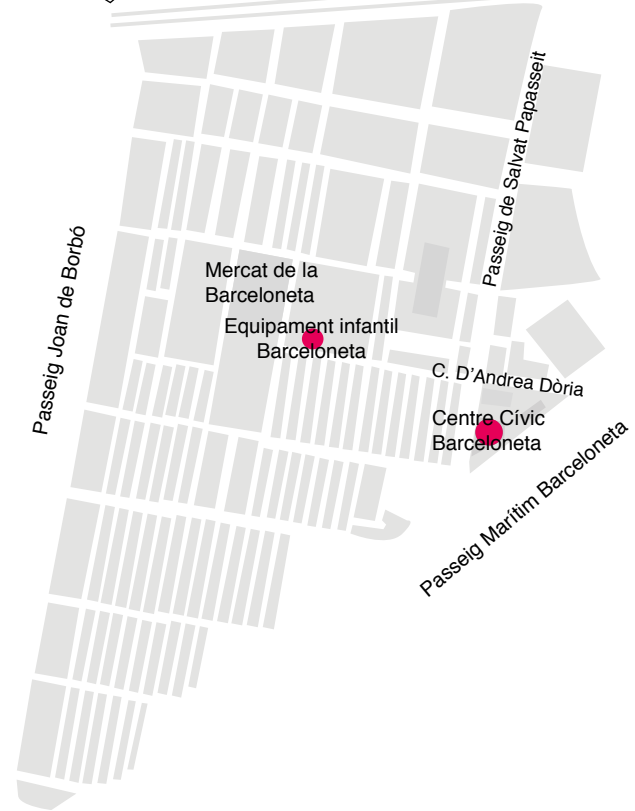 Passeig de Salvat Papasseit
Passeig Joan de Borbó
Mercat de la
Barceloneta
Equipament infantil
Barceloneta
C. D'Andrea Dòria
Centre Cívic
Barceloneta
Passeig Marítim Barceloneta